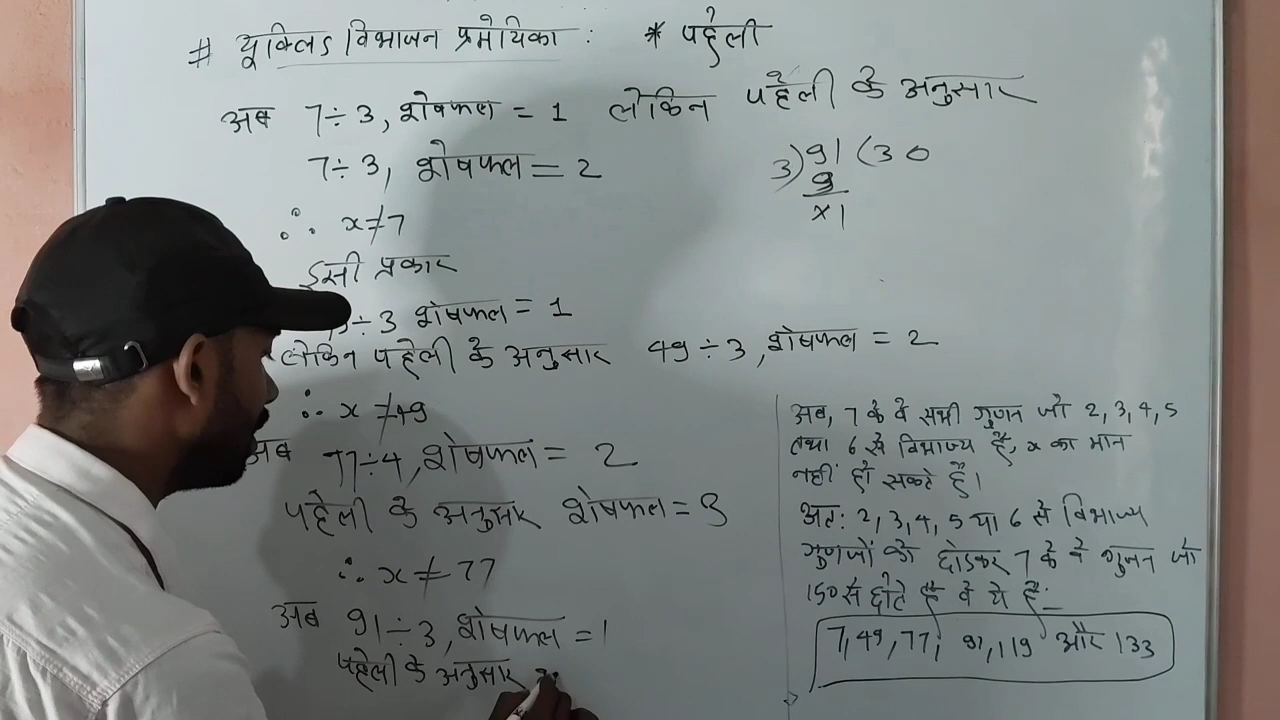 # यूक्लिड विभाजन प्रमेयिका : * पहेली
अब 7÷3, शेषफल = 1 लेकिन पहेली के अनुसार
7÷3, शेषफल = 2
∴ x≠7
इसी प्रकार
÷3 शेषफल = 1
लेकिन पहेली के अनुसार 49÷3, शेषफल = 2
∴ x ≠49
अब 77÷4, शेषफल = 2
पहेली के अनुसार शेषफल = 3
∴ x ≠ 77
अब 91÷3, शेषफल = 1
पहेली के अनुसार
3)91(30
9
×1
अब, 7 के वे सभी गुणज जो 2, 3, 4, 5
तथा 6 से विभाज्य हैं, x का मान
नहीं हो सकते हैं।
अतः 2, 3, 4, 5 या 6 से विभाज्य
गुणजों को छोडकर 7 के वे गुणज जो
150 से छोटे हैं वे ये हैं:-
7, 49, 77, 91, 119 और 133